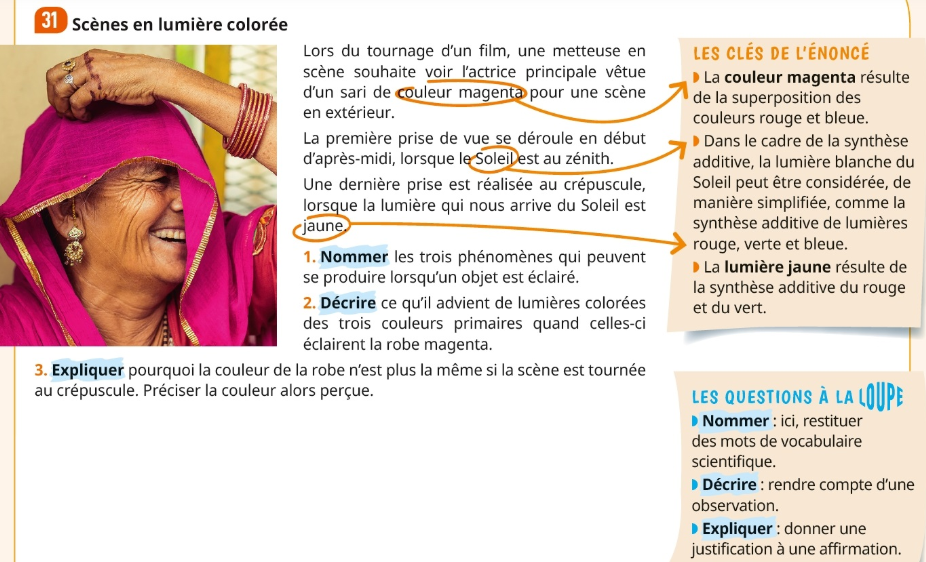 31 Scènes en lumière colorée
Lors du tournage d'un film, une metteuse en
scène souhaite voir l'actrice principale vêtue
d'un sari de couleur magenta pour une scène
en extérieur.
La première prise de vue se déroule en début
d'après-midi, lorsque le Soleil est au zénith.
Une dernière prise est réalisée au crépuscule,
lorsque la lumière qui nous arrive du Soleil est
jaune.
1. Nommer les trois phénomènes qui peuvent
se produire lorsqu'un objet est éclairé.
2. Décrire ce qu'il advient de lumières colorées
des trois couleurs primaires quand celles-ci
éclairent la robe magenta.
3. Expliquer pourquoi la couleur de la robe n'est plus la même si la scène est tournée
au crépuscule. Préciser la couleur alors perçue.
LES CLÉS DE L'ÉNONCÉ
La couleur magenta résulte
de la superposition des
couleurs rouge et bleue.
Dans le cadre de la synthèse
additive, la lumière blanche du
Soleil peut être considérée, de
manière simplifiée, comme la
synthèse additive de lumières
rouge, verte et bleue.
La lumière jaune résulte de
la synthèse additive du rouge
et du vert.
LES QUESTIONS À LA LOUPE
Nommer : ici, restituer
des mots de vocabulaire
scientifique.
Décrire : rendre compte d'une
observation.
Expliquer : donner une
justification à une affirmation.